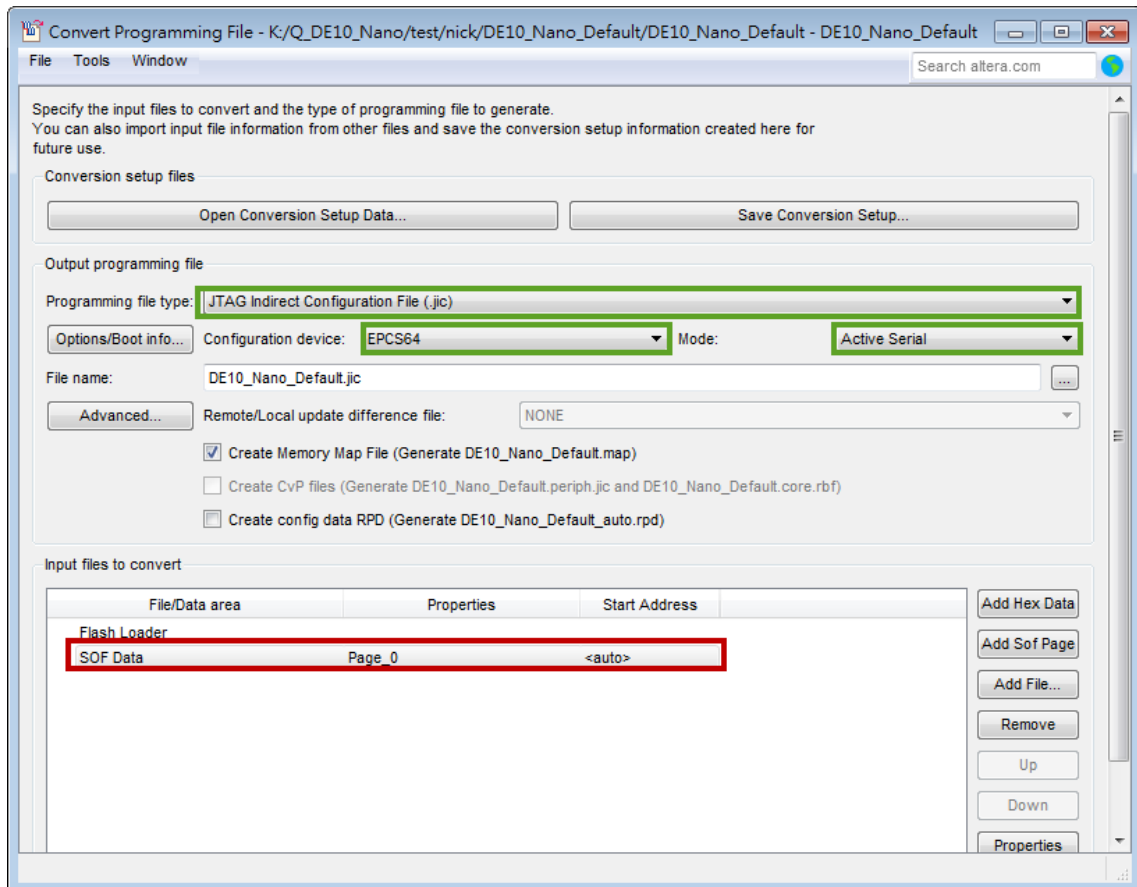 Convert Programming File - K:/Q_DE10_Nano/test/nick/DE10_Nano_Default/DE10_Nano_Default - DE10_Nano_Default
File Tools Window
Search altera.com
Specify the input files to convert and the type of programming file to generate.
You can also import input file information from other files and save the conversion setup information created here for
future use.
Conversion setup files
Open Conversion Setup Data... Save Conversion Setup...
Output programming file
Programming file type: JTAG Indirect Configuration File (.jic)
Options/Boot info... Configuration device: EPCS64 Mode: Active Serial
File name: DE10_Nano_Default.jic ...
Advanced... Remote/Local update difference file: NONE
Create Memory Map File (Generate DE10_Nano_Default.map)
Create CvP files (Generate DE10_Nano_Default.periph.jic and DE10_Nano_Default.core.rbf)
Create config data RPD (Generate DE10_Nano_Default_auto.rpd)
Input files to convert
File/Data area Properties Start Address
Flash Loader
SOF Data Page_0 <auto>
Add Hex Data
Add Sof Page
Add File...
Remove
Up
Down
Properties